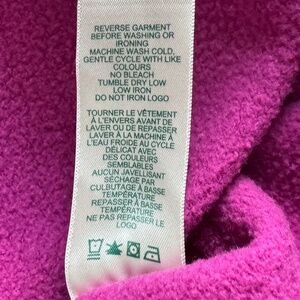 REVERSE GARMENT
BEFORE WASHING OR
IRONING
MACHINE WASH COLD,
GENTLE CYCLE WITH LIKE
COLOURS
NO BLEACH
TUMBLE DRY LOW
LOW IRON
DO NOT IRON LOGO
TOURNER LE VÊTEMENT
À L'ENVERS AVANT DE
LAVER OU DE REPASSER
LAVER À LA MACHINE À
L'EAU FROIDE AU CYCLE
DÉLICAT AVEC
DES COULEURS
SEMBLABLES
AUCUN JAVELLISANT
SÉCHAGE PAR
CULBUTAGE À BASSE
TEMPÉRATURE
REPASSER À BASSE
TEMPÉRATURE
NE PAS REPASSER LE
LOGO